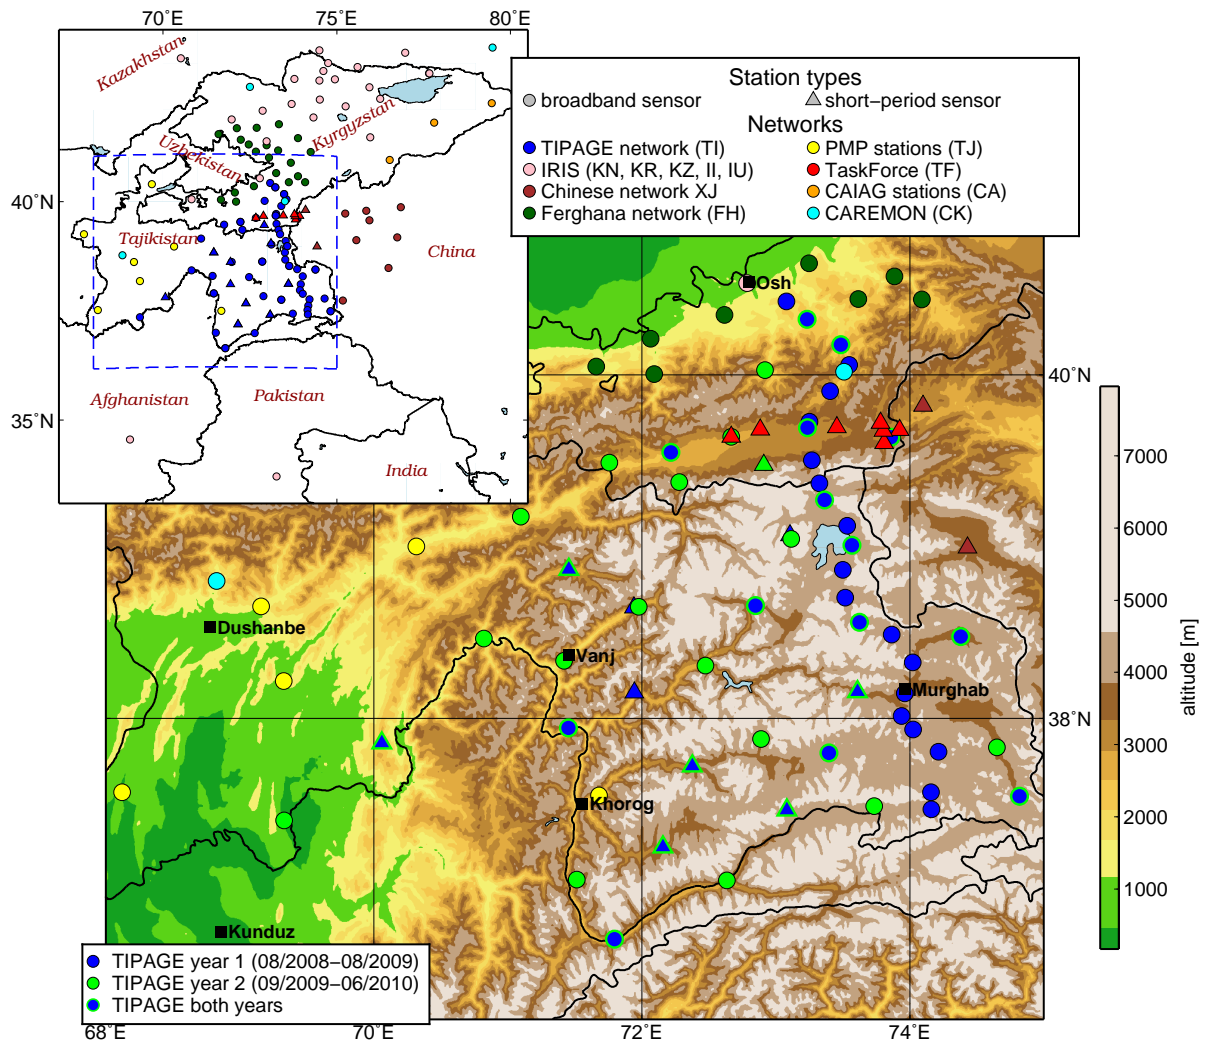 70°E 75°E 80°E
Kazakhstan
Kyrgyzstan
Uzbekistan
40°N
Tajikistan
China
Afghanistan
Pakistan
35°N
India
Station types
broadband sensor
short−period sensor
Networks
TIPAGE network (TI)
PMP stations (TJ)
IRIS (KN, KR, KZ, II, IU)
TaskForce (TF)
Chinese network XJ
CAIAG stations (CA)
Ferghana network (FH)
CAREMON (CK)
Osh
40°N
Dushanbe
Vanj
Murghab
38°N
Khorog
Kunduz
7000
6000
5000
4000
3000
2000
1000
altitude [m]
TIPAGE year 1 (08/2008−08/2009)
TIPAGE year 2 (09/2009−06/2010)
TIPAGE both years
68°E 70°E 72°E 74°E